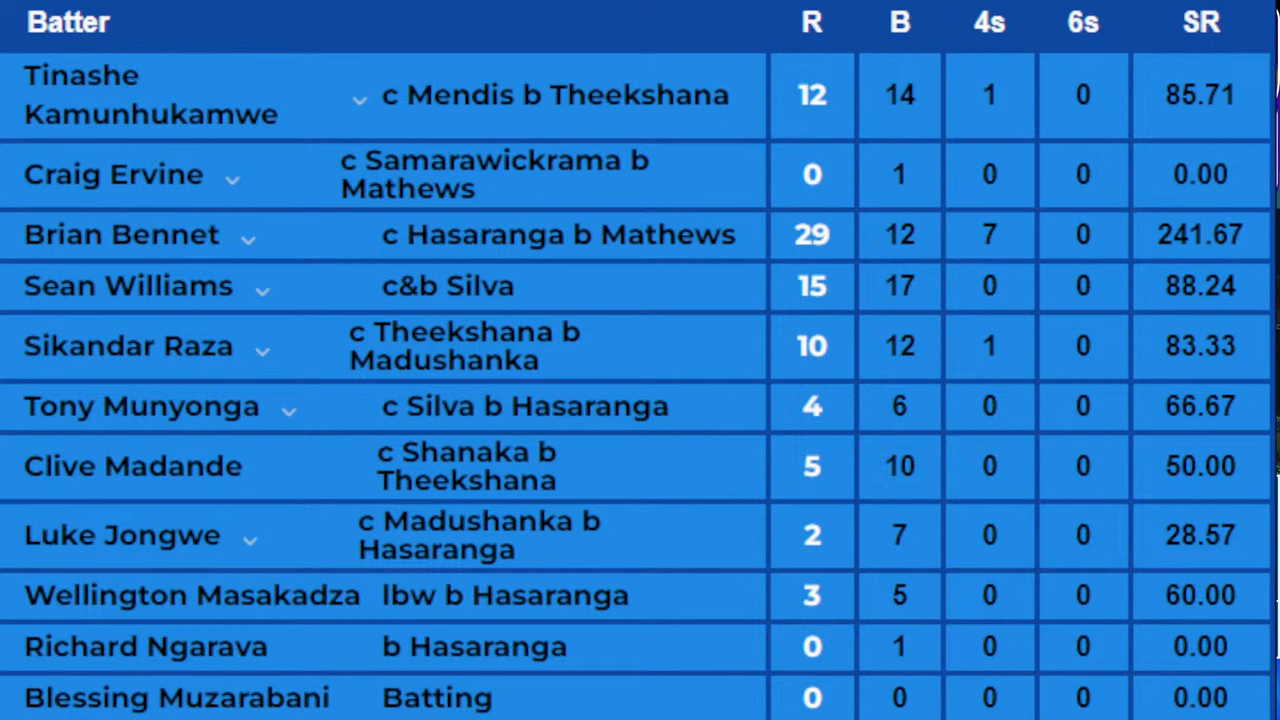 Batter R B 4s 6s SR
Tinashe
Kamunhukamwe c Mendis b Theekshana 12 14 1 0 85.71
c Samarawickrama b
Craig Ervine 0 1 0 0 0.00
Mathews
Brian Bennet c Hasaranga b Mathews 29 12 7 0 241.67
Sean Williams c&b Silva 15 17 0 0 88.24
c Theekshana b
Sikandar Raza 10 12 1 0 83.33
Madushanka
Tony Munyonga c Silva b Hasaranga 4 6 0 0 66.67
c Shanaka b
Clive Madande 5 10 0 0 50.00
Theekshana
c Madushanka b
Luke Jongwe 2 7 0 0 28.57
Hasaranga
Wellington Masakadza lbw b Hasaranga 3 5 0 0 60.00
Richard Ngarava b Hasaranga 0 1 0 0 0.00
Blessing Muzarabani Batting 0 0 0 0 0.00